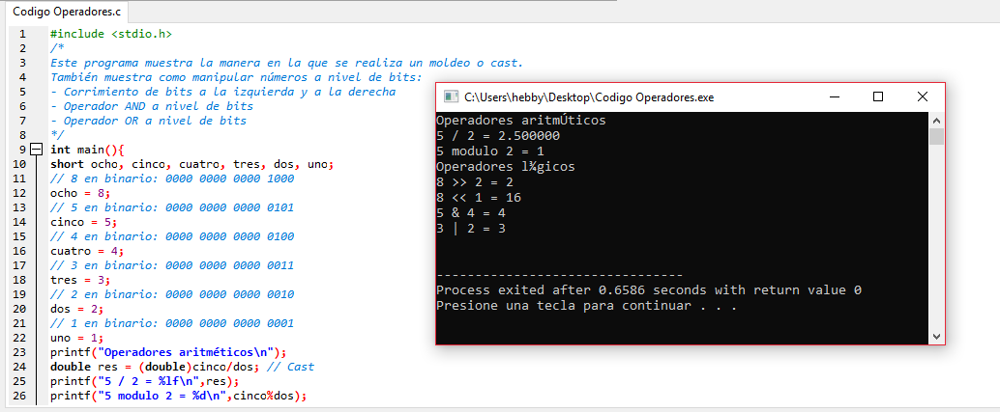 Codigo Operadores.c
1 #include <stdio.h>
2 /*
3 Este programa muestra la manera en la que se realiza un moldeo o cast.
4 También muestra como manipular números a nivel de bits:
5 - Corrimiento de bits a la izquierda y a la derecha
6 - Operador AND a nivel de bits
7 - Operador OR a nivel de bits
8 */
9 int main(){
10 short ocho, cinco, cuatro, tres, dos, uno;
11 // 8 en binario: 0000 0000 0000 1000
12 ocho = 8;
13 // 5 en binario: 0000 0000 0000 0101
14 cinco = 5;
15 // 4 en binario: 0000 0000 0000 0100
16 cuatro = 4;
17 // 3 en binario: 0000 0000 0000 0011
18 tres = 3;
19 // 2 en binario: 0000 0000 0000 0010
20 dos = 2;
21 // 1 en binario: 0000 0000 0000 0001
22 uno = 1;
23 printf("Operadores aritméticos\n");
24 double res = (double)cinco/dos; // Cast
25 printf("5 / 2 = %lf\n",res);
26 printf("5 modulo 2 = %d\n",cinco%dos);
C:\Users\hebby\Desktop\Codigo Operadores.exe
Operadores aritmÚticos
5 / 2 = 2.500000
5 modulo 2 = 1
Operadores l¾gicos
8 >> 2 = 2
8 << 1 = 16
5 & 4 = 4
3 | 2 = 3
--------------------------------
Process exited after 0.6586 seconds with return value 0
Presione una tecla para continuar . . .